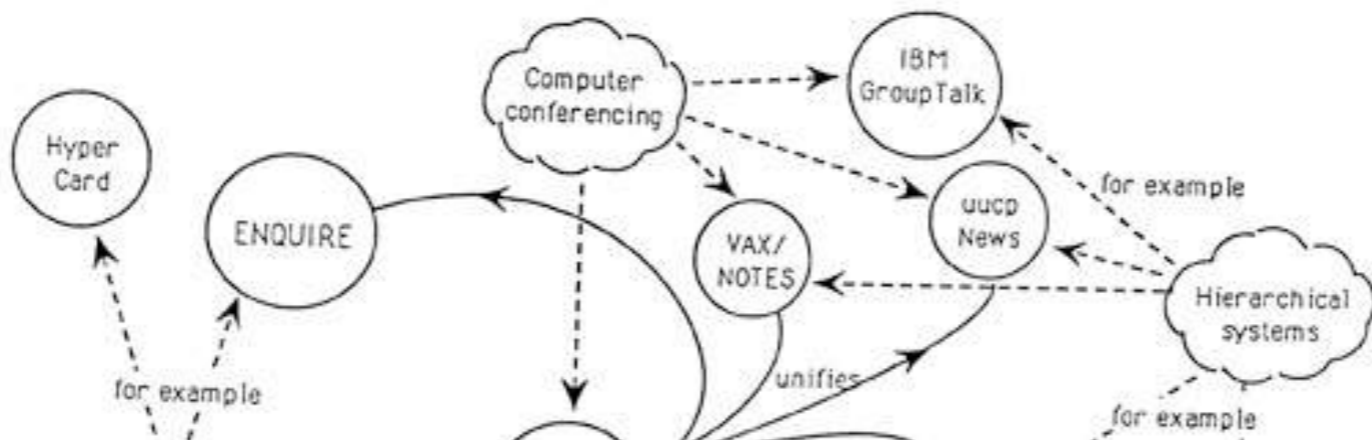 IBM
GroupTalk
Computer
conferencing
Hyper
Card
for example
uucp
News
ENQUIRE
VAX/
NOTES
Hierarchical
systems
unifies
for example
for example